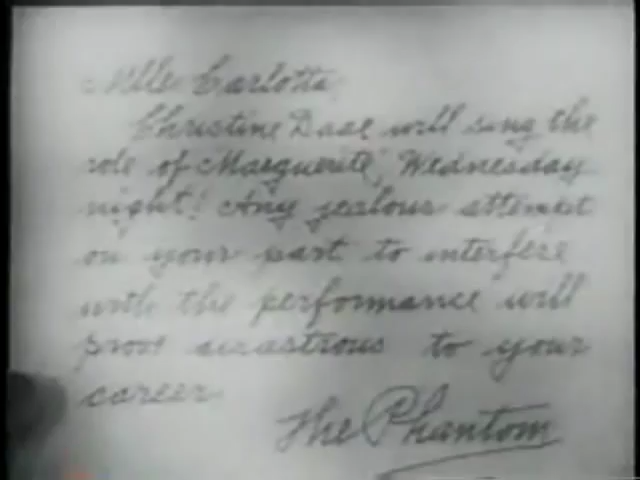 Mlle Carlotta
Christine Daae will sing the
role of "Marguerite", Wednesday
night! Any jealous attempt
on your part to interfere
with the performance will
prove disastrous to your
career
The Phantom